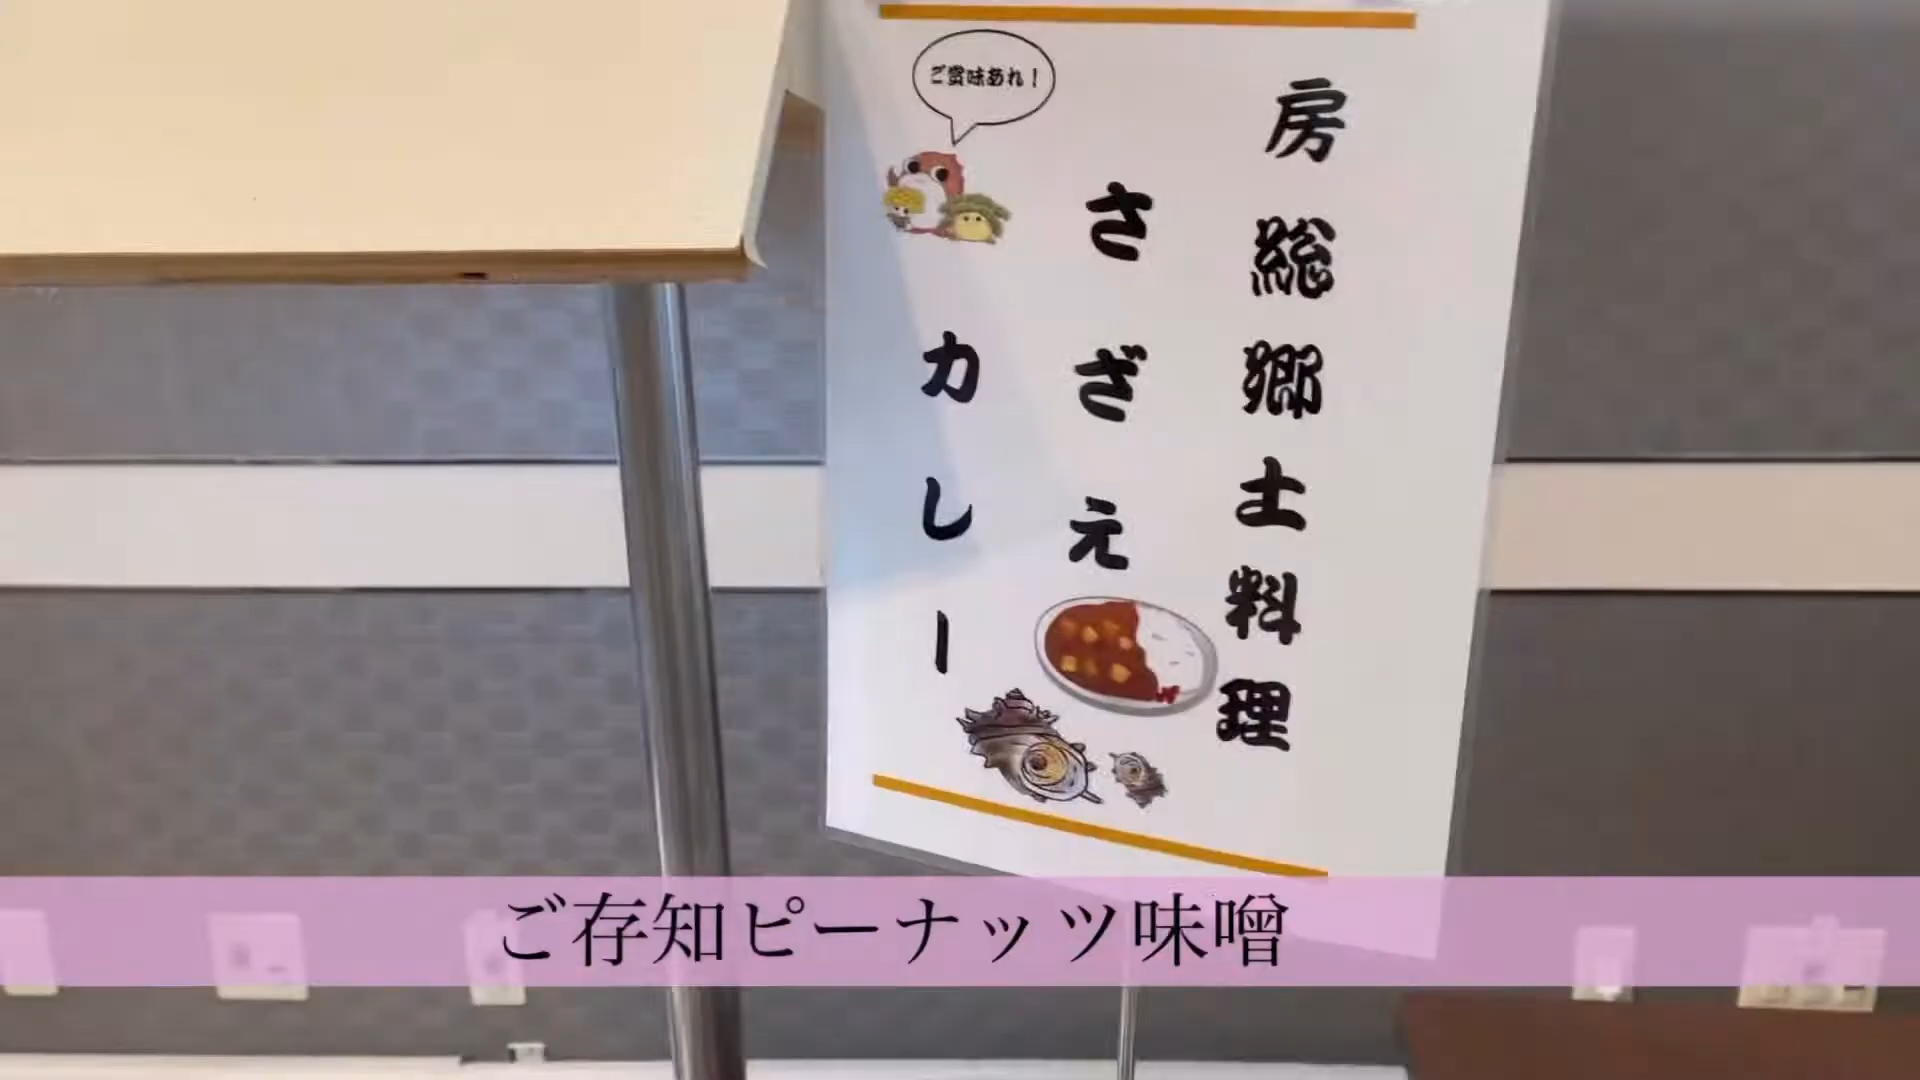 ご賞味あれ！
房総郷土料理
さざえ
カレー
ご存知ピーナッツ味噌